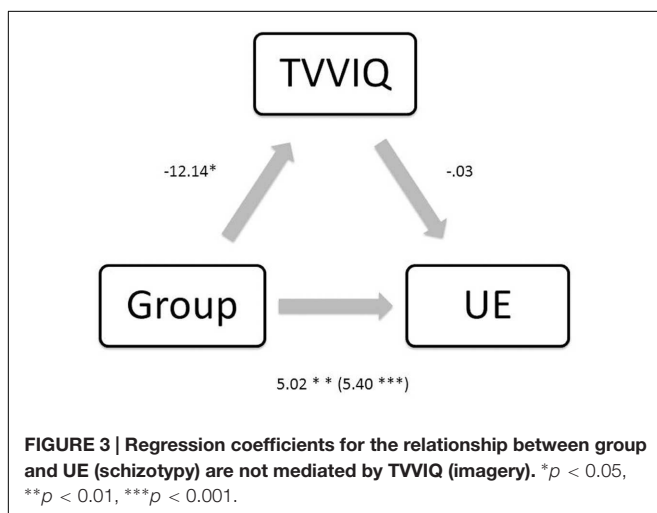 TVVIQ
-12.14*
-.03
Group
UE
5.02 * * (5.40 ***)
FIGURE 3 | Regression coefficients for the relationship between group
and UE (schizotypy) are not mediated by TVVIQ (imagery). *p < 0.05,
**p < 0.01, ***p < 0.001.